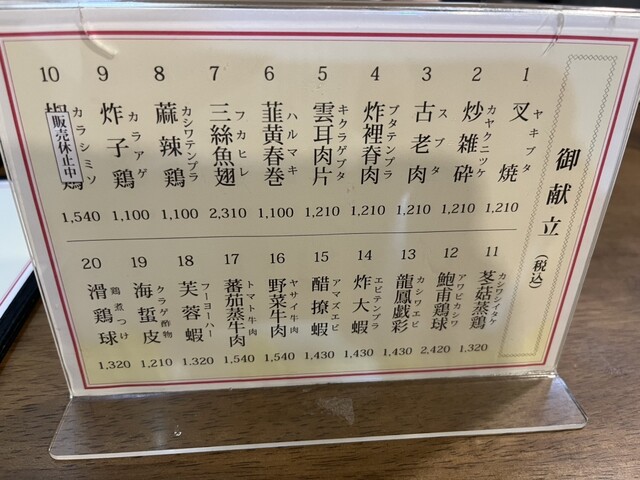 御献立
(税込)
1
叉焼
ヤキブタ
1,210
2
炒雑砕
カヤクニツケ
1,210
3
古老肉
スブタ
1,210
4
炸裡脊肉
ブタテンプラ
1,210
5
雲耳肉片
キクラゲブタ
1,210
6
韮黄春巻
ハルマキ
1,100
7
三絲魚翅
フカヒレ
2,310
8
蔴辣鶏
カシワテンプラ
1,100
9
炸子鶏
カラアゲ
1,100
10
鶏
販売休止中
カラシミソ
1,540
11
芝菇蒸鶏
カシワシイタケ
1,320
12
鮑甫鶏球
アワビカシワ
2,420
13
龍鳳戯彩
カシワエビ
1,430
14
炸大蝦
エビテンプラ
1,430
15
醋撩蝦
アマズエビ
1,430
16
野菜牛肉
ヤサイ牛肉
1,540
17
蕃茄蒸牛肉
トマト牛肉
1,540
18
芙蓉蝦
フーヨーハー
1,320
19
海蜇皮
クラゲ酢物
1,210
20
滑鶏球
鶏煮つけ
1,320